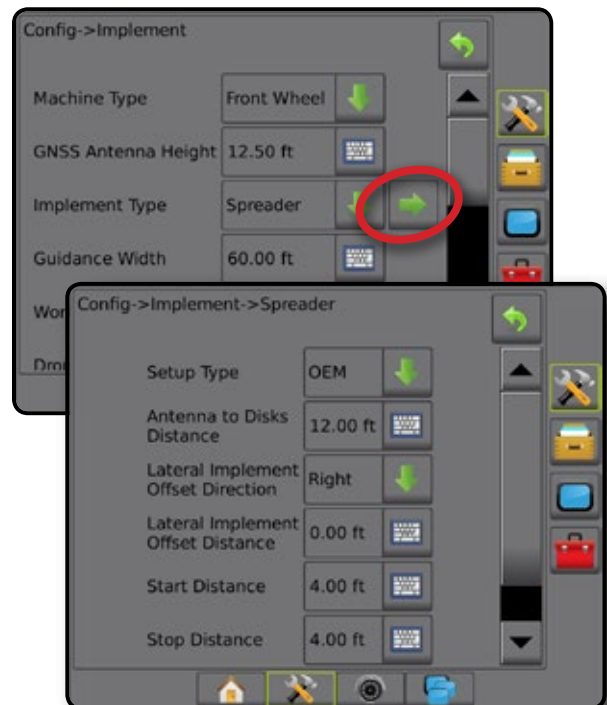 Config->Implement
Machine Type Front Wheel
GNSS Antenna Height 12.50 ft
Implement Type Spreader
Guidance Width 60.00 ft
Config->Implement->Spreader
Setup Type OEM
Antenna to Disks
Distance 12.00 ft
Lateral Implement
Offset Direction Right
Lateral Implement
Offset Distance 0.00 ft
Start Distance 4.00 ft
Stop Distance 4.00 ft